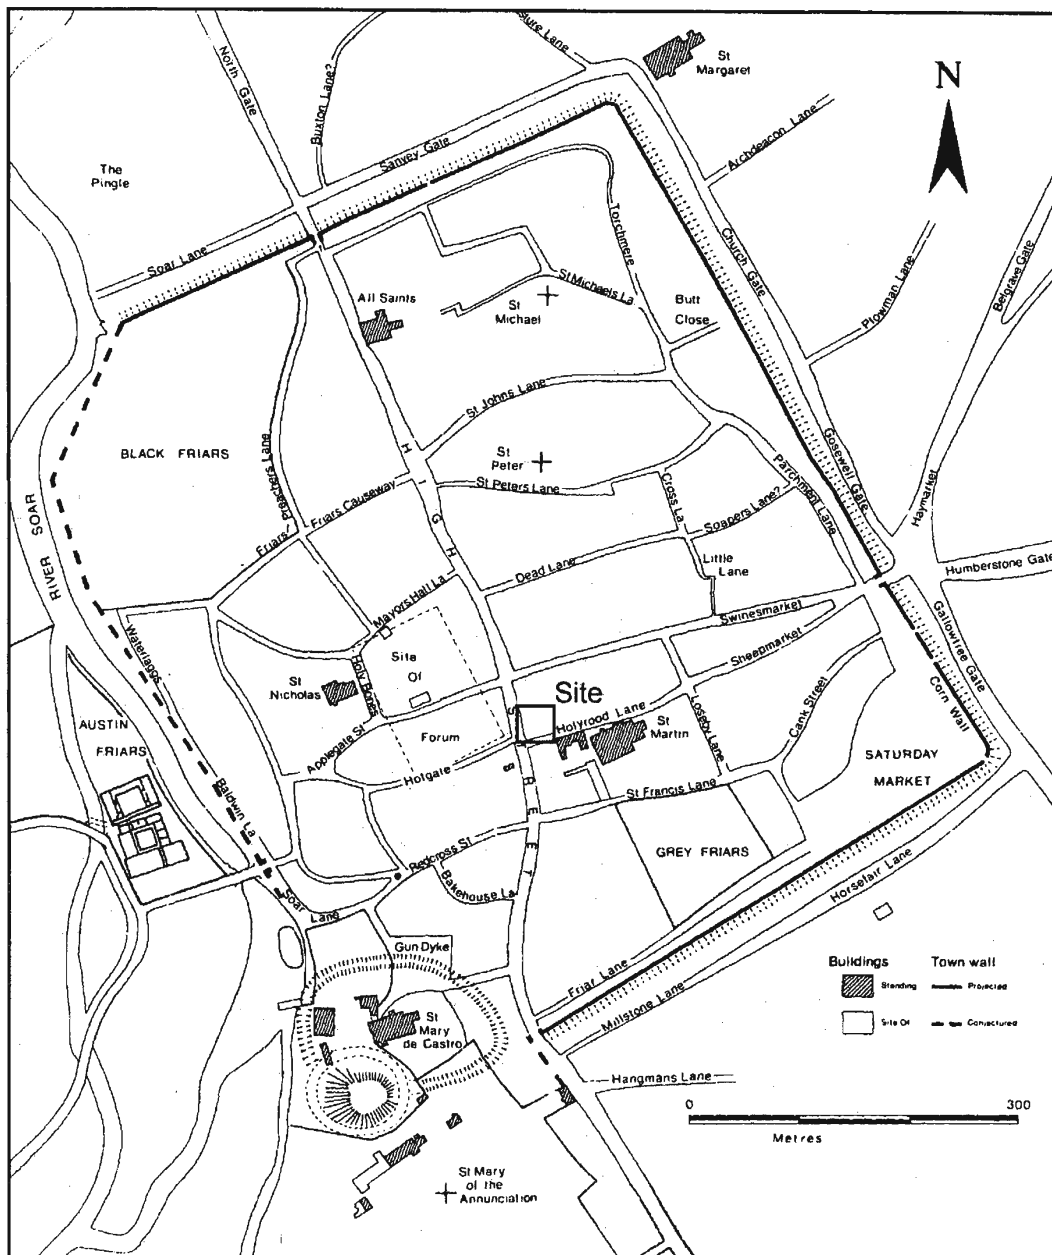 Sture Lane
St
Margaret
N
North Gate
Buxton Lane?
Sanvey Gate
Archdeacon Lane
The
Pingle
Soar Lane
Torchmere
Church Gate
Plowman Lane
Belgrave Gate
All Saints
St Michaels La.
St
Michael
Butt
Close
St Johns Lane
BLACK FRIARS
Preachers Lane
Friars' Causeway
HIGH
St
Peter
St Peters Lane
Cross La.
Soapers Lane?
Parchment Lane
Gosewell Gate
Haymarket
RIVER SOAR
Dead Lane
Little
Lane
Humberstone Gate
Mayors Hall La.
Swinesmarket
Sheepmarket
Gallowtree Gate
Waterlaggs
Site
Of
Forum
Holy Bones
St
Nicholas
Applegate St
Hotgate
Site
Holyrood Lane
St
Martin
Loseby Lane
Cank Street
Corn Wall
AUSTIN
FRIARS
SATURDAY
MARKET
STREET
St Francis Lane
Baldwin La
Redcross St
GREY FRIARS
Bakehouse La.
Horsefair Lane
Soar Lane
Gun Dyke
Friar Lane
Millstone Lane
Buildings
Town wall
Standing
Projected
Site Of
Conjectured
St
Mary
de Castro
Hangmans Lane
0
300
Metres
St Mary
of the
Annunciation